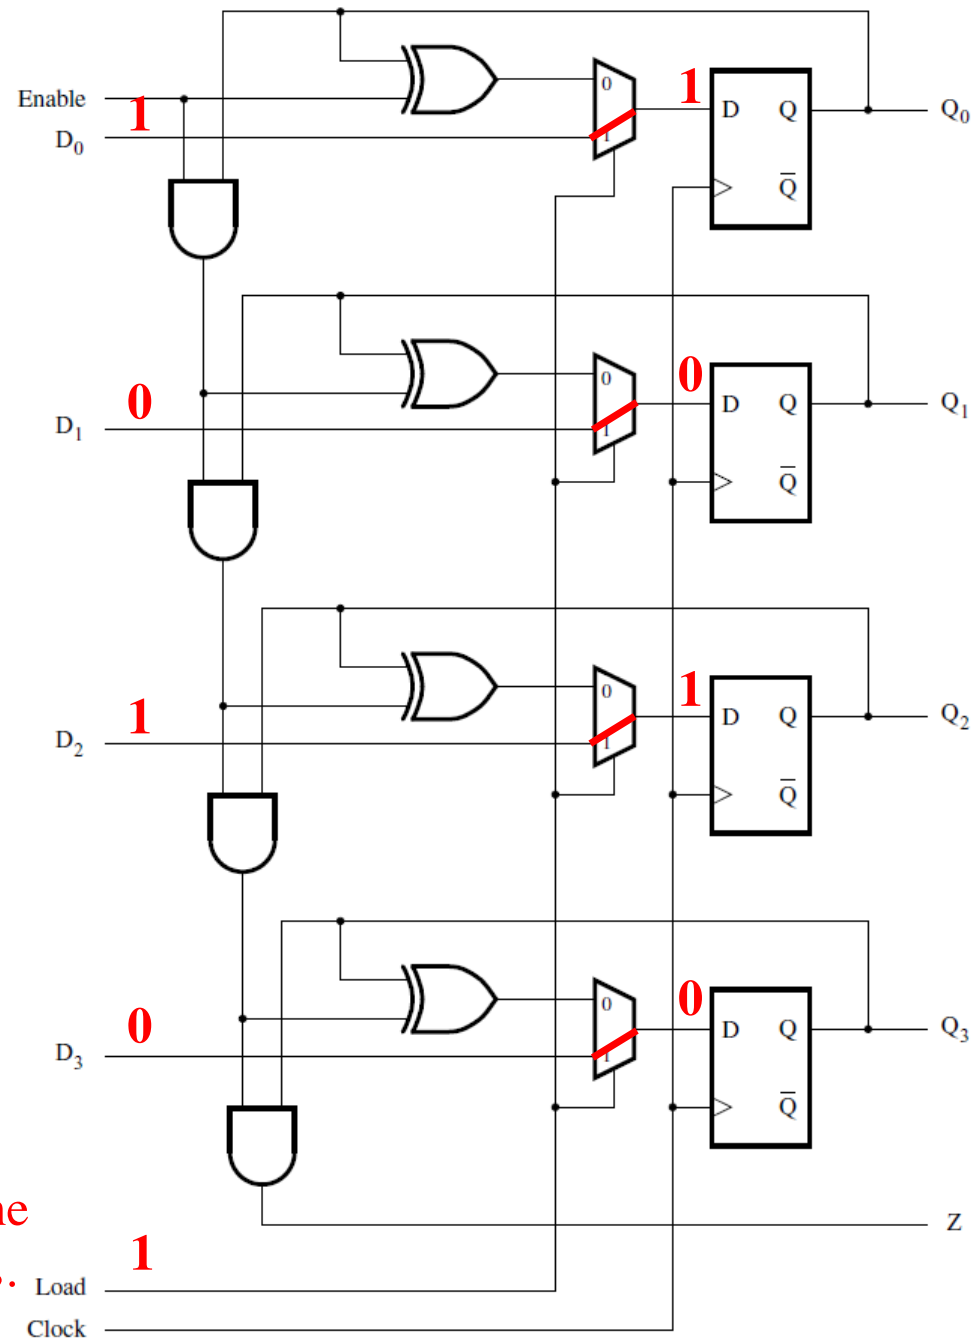 0 1
Enable 1 D Q Q0
D0 1
Q̅
0 0
0 D Q Q1
D1 1
Q̅
0 1
1 D Q Q2
D2 1
Q̅
0 0
0 D Q Q3
D3 1
Q̅
Z
1
Load
Clock